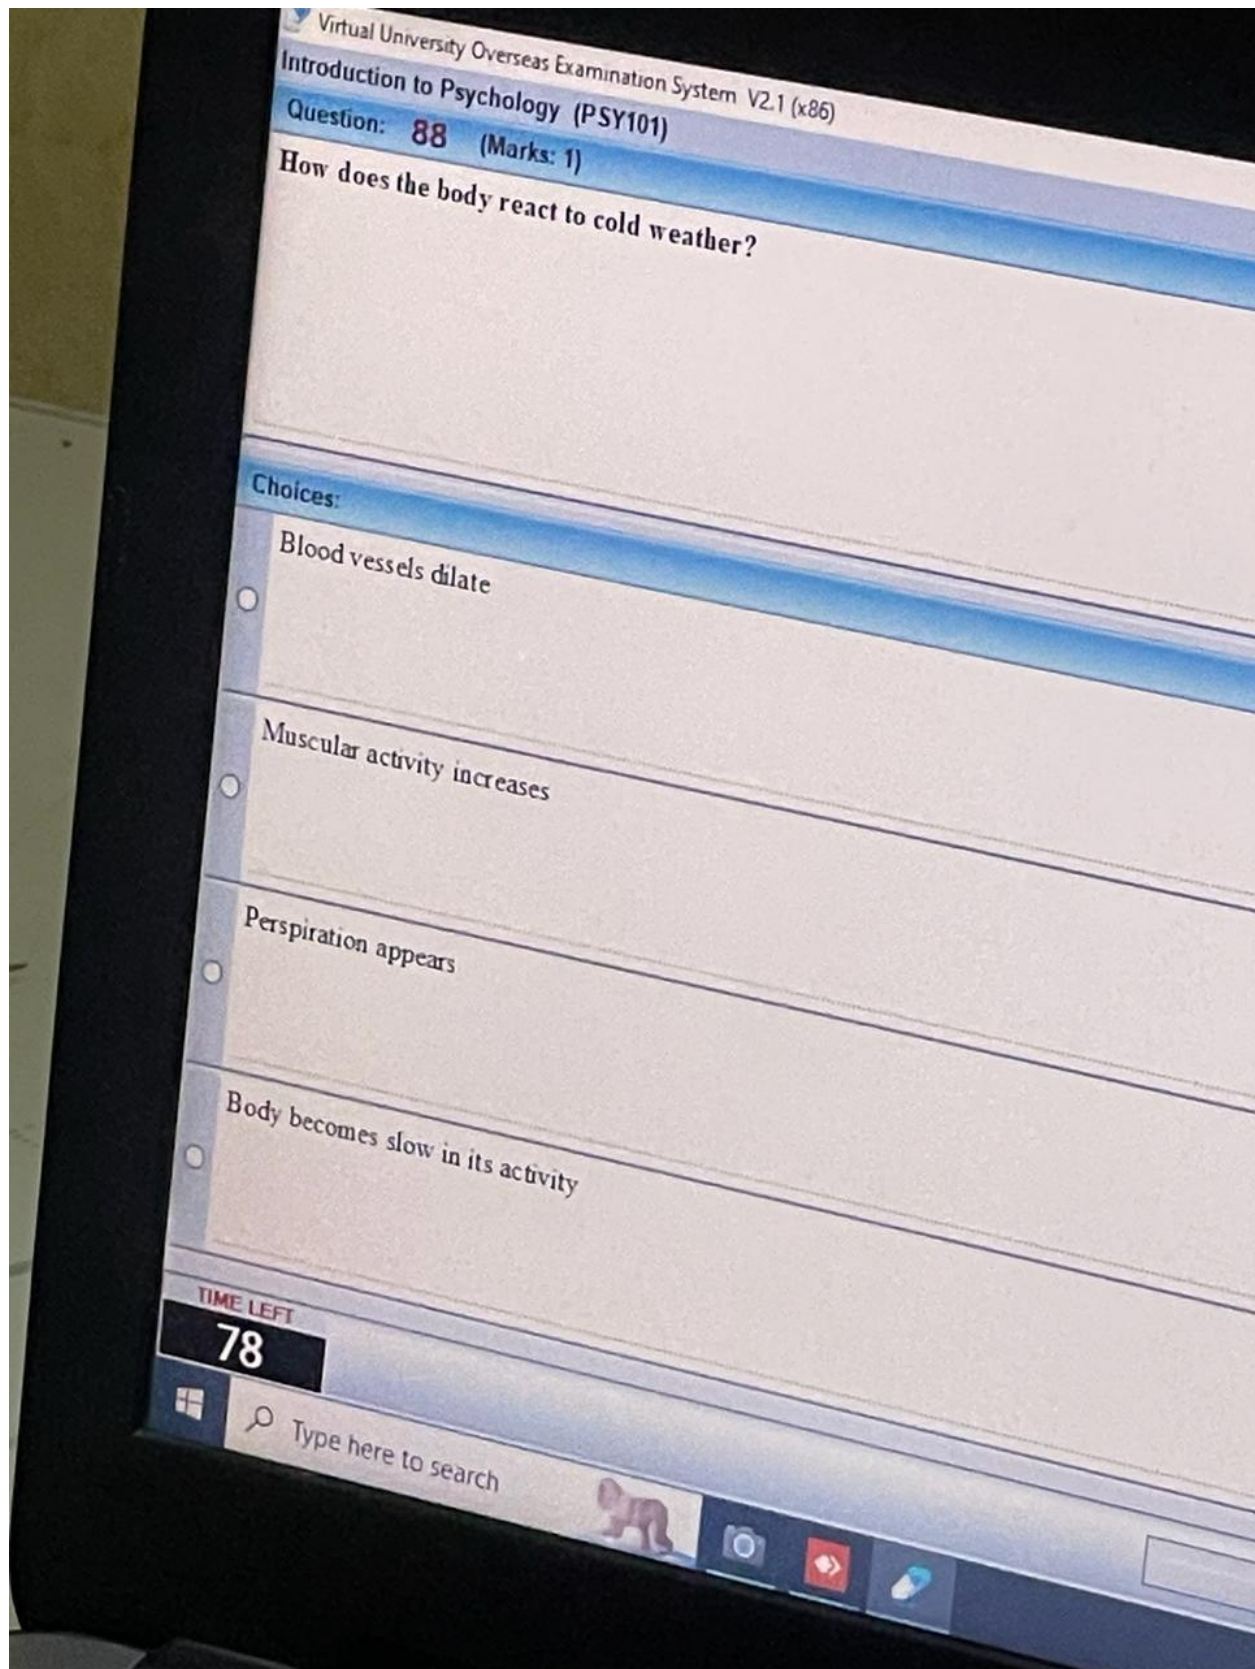 Virtual University Overseas Examination System V2.1 (x86)
Introduction to Psychology (PSY101)
Question: 88 (Marks: 1)
How does the body react to cold weather?
Choices:
Blood vessels dilate
Muscular activity increases
Perspiration appears
Body becomes slow in its activity
TIME LEFT
78
Type here to search